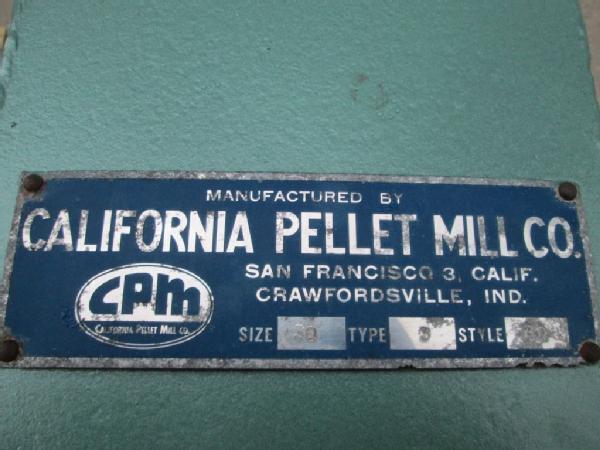 MANUFACTURED BY
CALIFORNIA PELLET MILL CO.
SAN FRANCISCO 3, CALIF.
CRAWFORDSVILLE, IND.
CPM
CALIFORNIA PELLET MILL CO.
SIZE TYPE STYLE